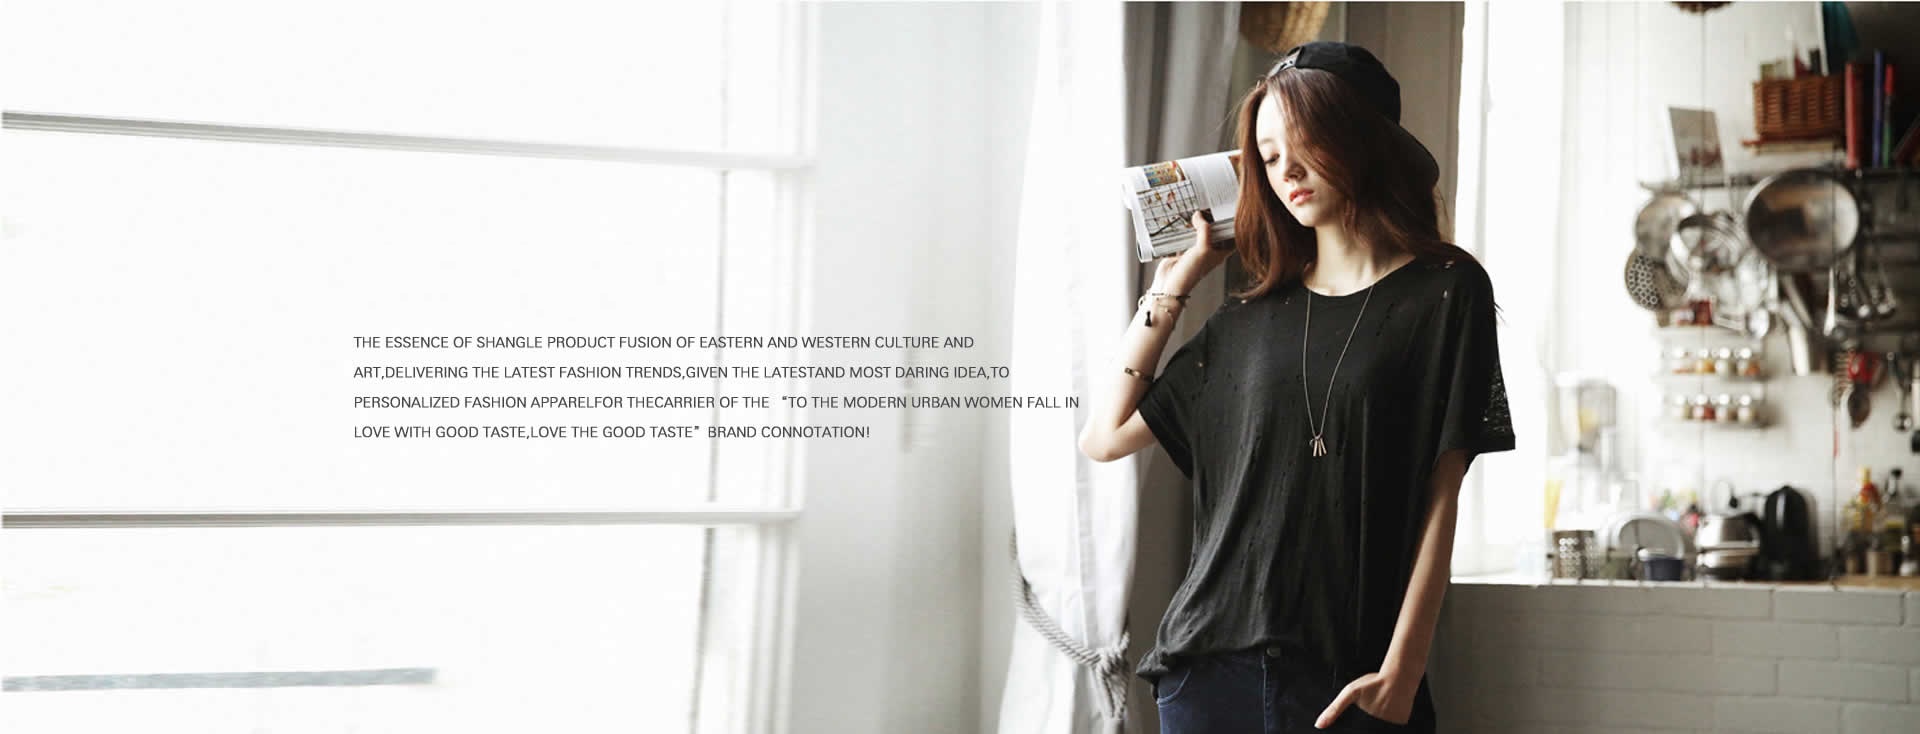 THE ESSENCE OF SHANGLE PRODUCT FUSION OF EASTERN AND WESTERN CULTURE AND
ART,DELIVERING THE LATEST FASHION TRENDS,GIVEN THE LATESTAND MOST DARING IDEA,TO
PERSONALIZED FASHION APPARELFOR THECARRIER OF THE “TO THE MODERN URBAN WOMEN FALL IN
LOVE WITH GOOD TASTE,LOVE THE GOOD TASTE” BRAND CONNOTATION!